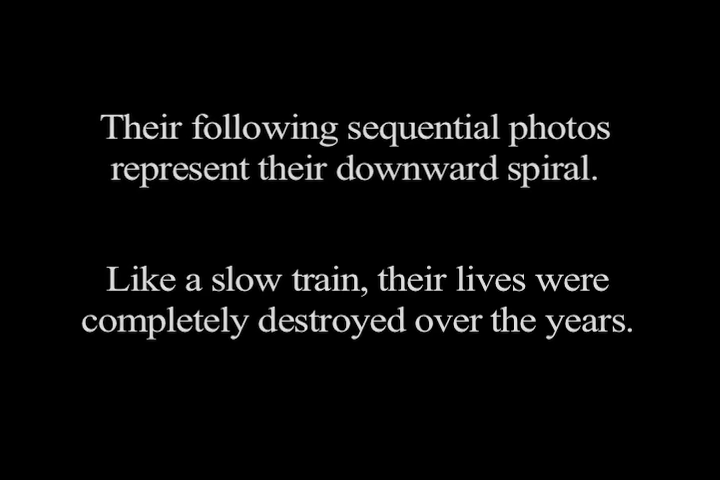 Their following sequential photos
represent their downward spiral.
Like a slow train, their lives were
completely destroyed over the years.